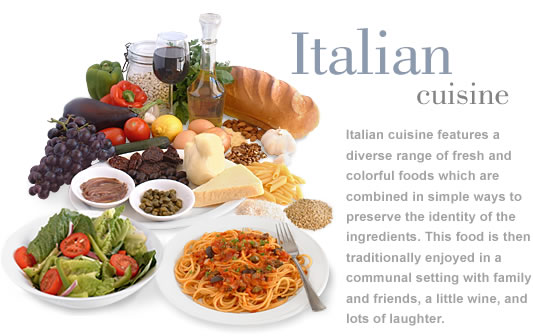 Italian
cuisine
Italian cuisine features a
diverse range of fresh and
colorful foods which are
combined in simple ways to
preserve the identity of the
ingredients. This food is then
traditionally enjoyed in a
communal setting with family
and friends, a little wine, and
lots of laughter.